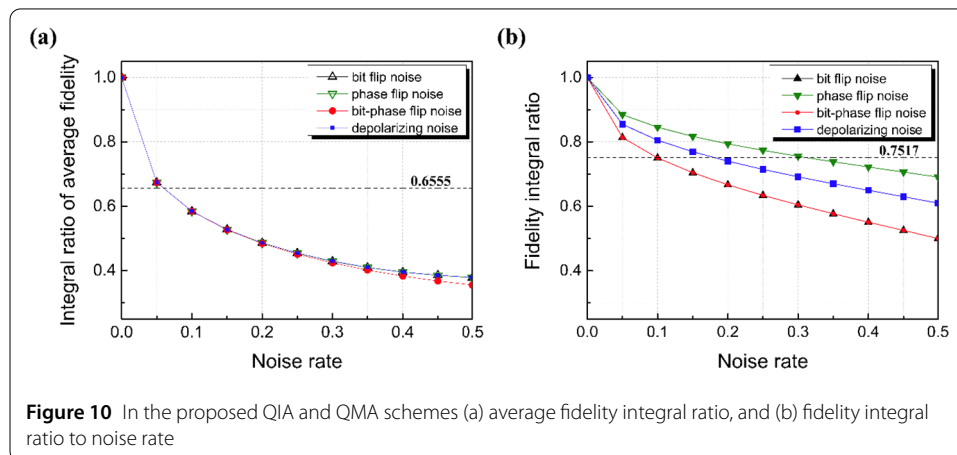 (a)
Integral ratio of average fidelity
1.0
0.8
0.6
0.4
0.0
0.1
0.2
0.3
0.4
0.5
Noise rate
bit flip noise
phase flip noise
bit-phase flip noise
depolarizing noise
0.6555
(b)
Fidelity integral ratio
1.0
0.8
0.6
0.4
0.0
0.1
0.2
0.3
0.4
0.5
Noise rate
bit flip noise
phase flip noise
bit-phase flip noise
depolarizing noise
0.7517
Figure 10 In the proposed QIA and QMA schemes (a) average fidelity integral ratio, and (b) fidelity integral
ratio to noise rate